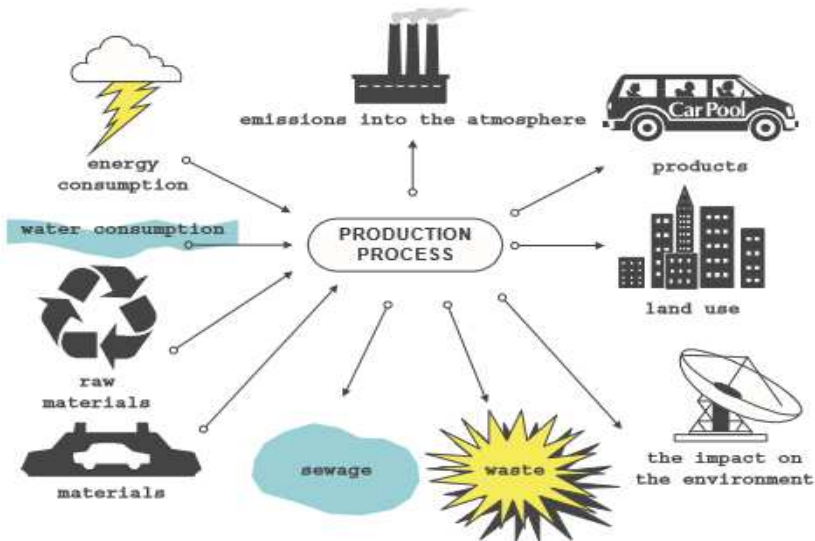 emissions into the atmosphere
Car Pool
energy
consumption
products
water consumption
PRODUCTION
PROCESS
land use
raw
materials
materials
sewage
waste
the impact on
the environment